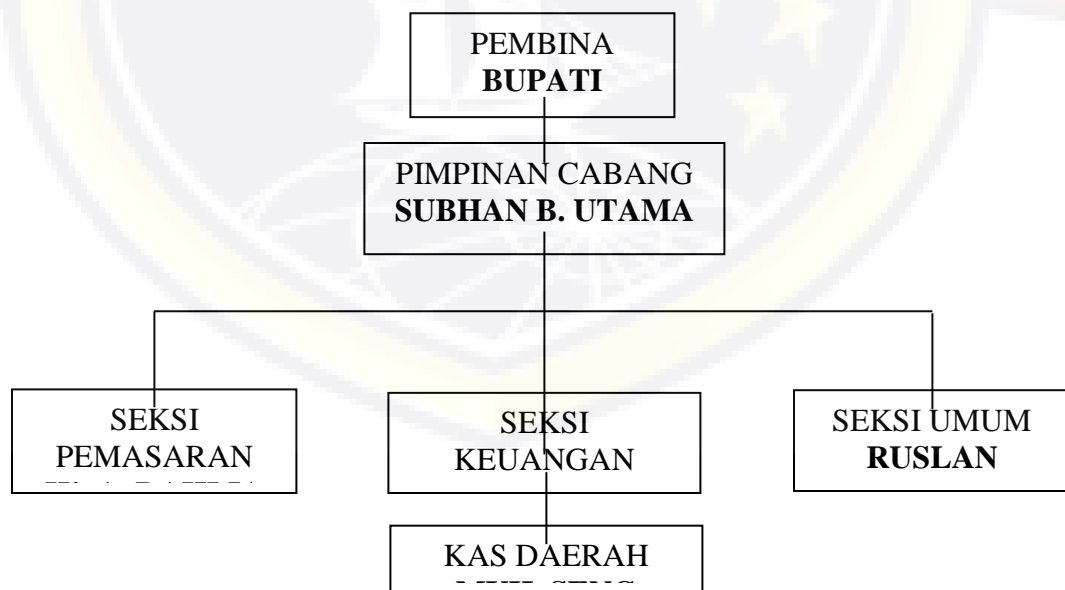 PEMBINA
BUPATI
PIMPINAN CABANG
SUBHAN B. UTAMA
SEKSI
PEMASARAN
SEKSI
KEUANGAN
SEKSI UMUM
RUSLAN
KAS DAERAH